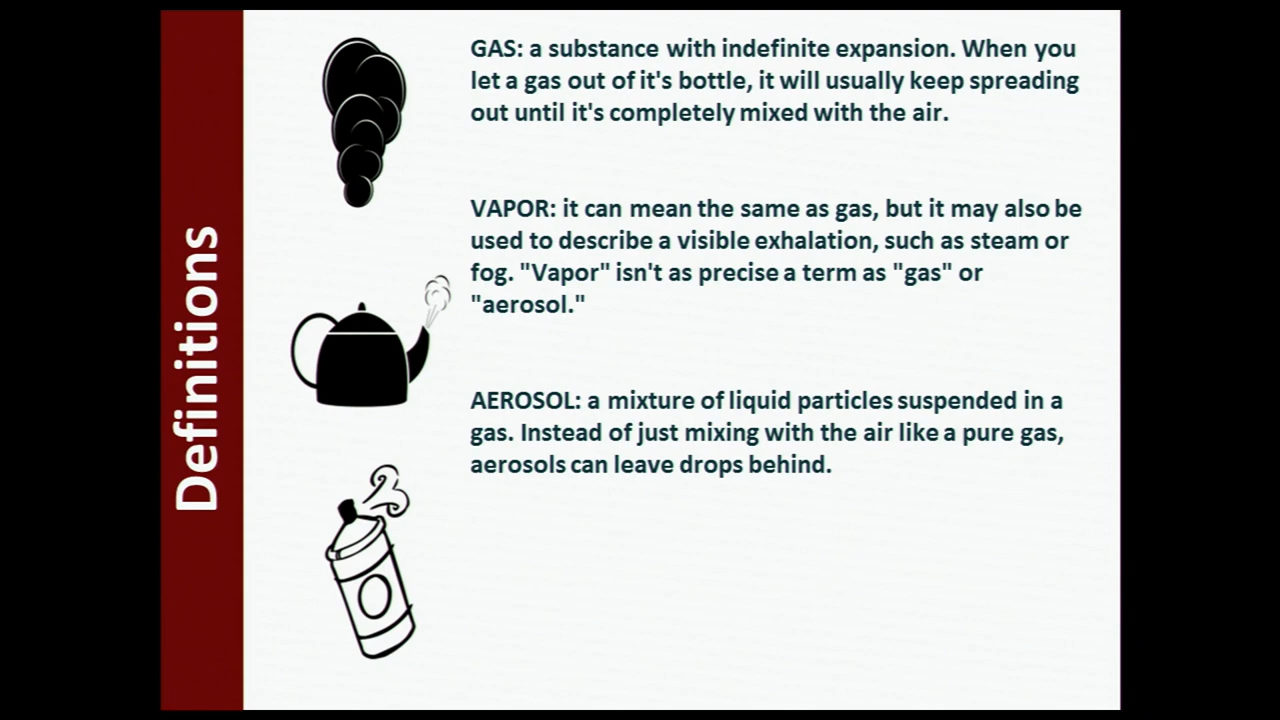 Definitions
GAS: a substance with indefinite expansion. When you
let a gas out of it's bottle, it will usually keep spreading
out until it's completely mixed with the air.
VAPOR: it can mean the same as gas, but it may also be
used to describe a visible exhalation, such as steam or
fog. "Vapor" isn't as precise a term as "gas" or
"aerosol."
AEROSOL: a mixture of liquid particles suspended in a
gas. Instead of just mixing with the air like a pure gas,
aerosols can leave drops behind.